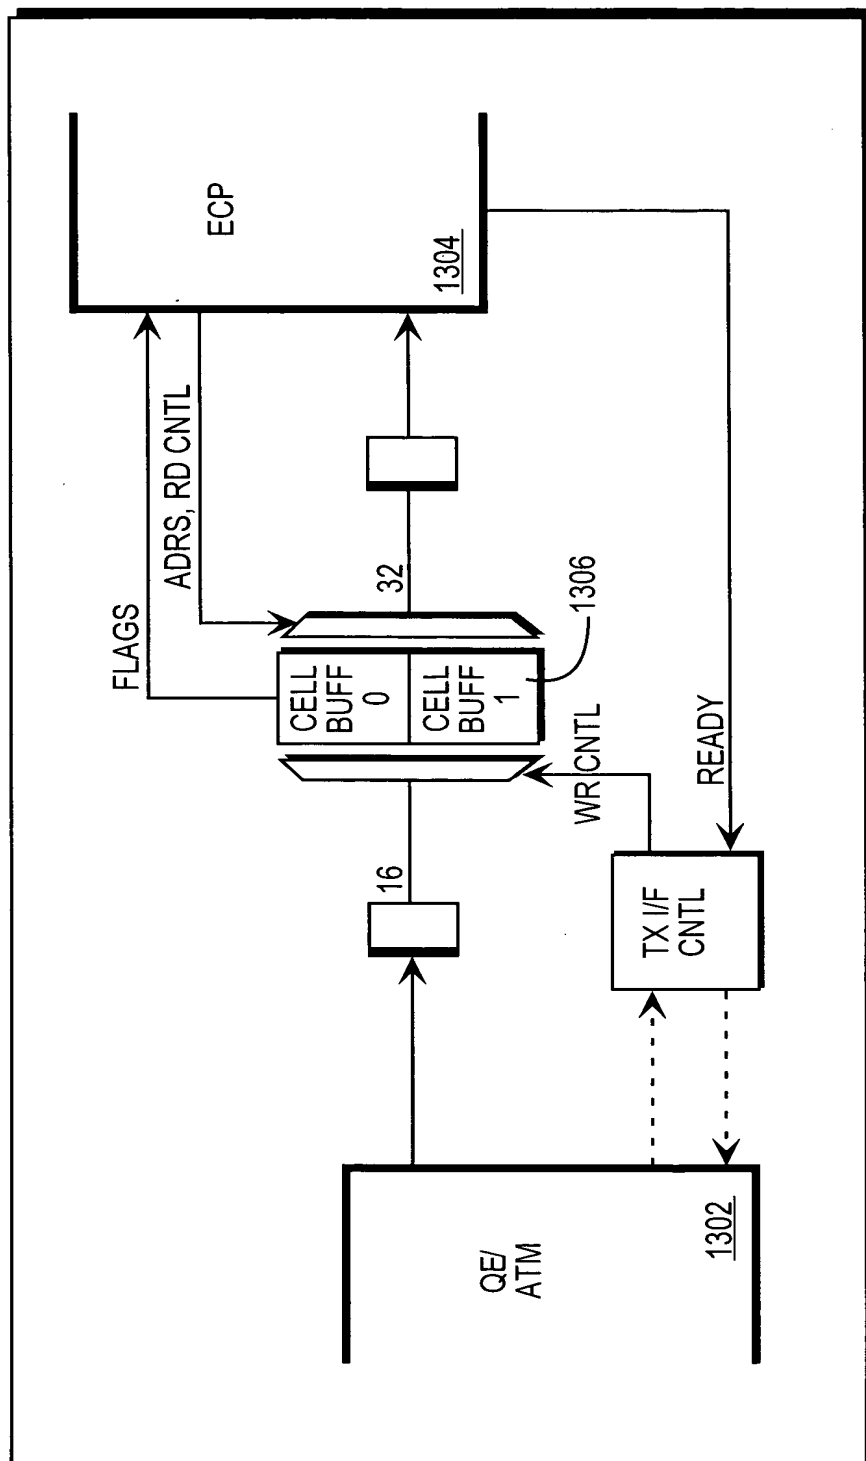 QE/
ATM
1302
16
TX I/F
CNTL
WR CNTL
CELL
BUFF
0
CELL
BUFF
1
1306
FLAGS
ADRS, RD CNTL
32
READY
ECP
1304